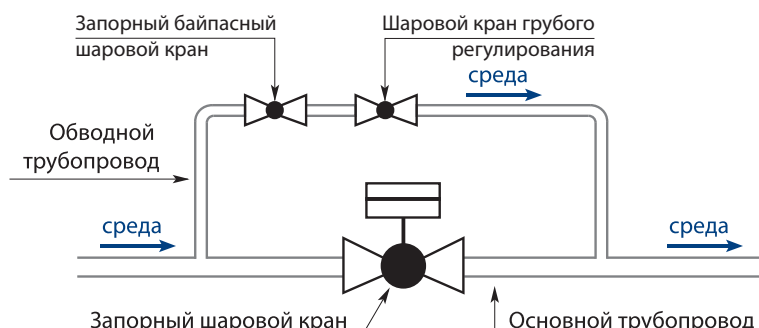 Запорный байпасный
шаровой кран
Шаровой кран грубого
регулирования
среда
Обводной
трубопровод
среда
среда
Запорный шаровой кран
Основной трубопровод